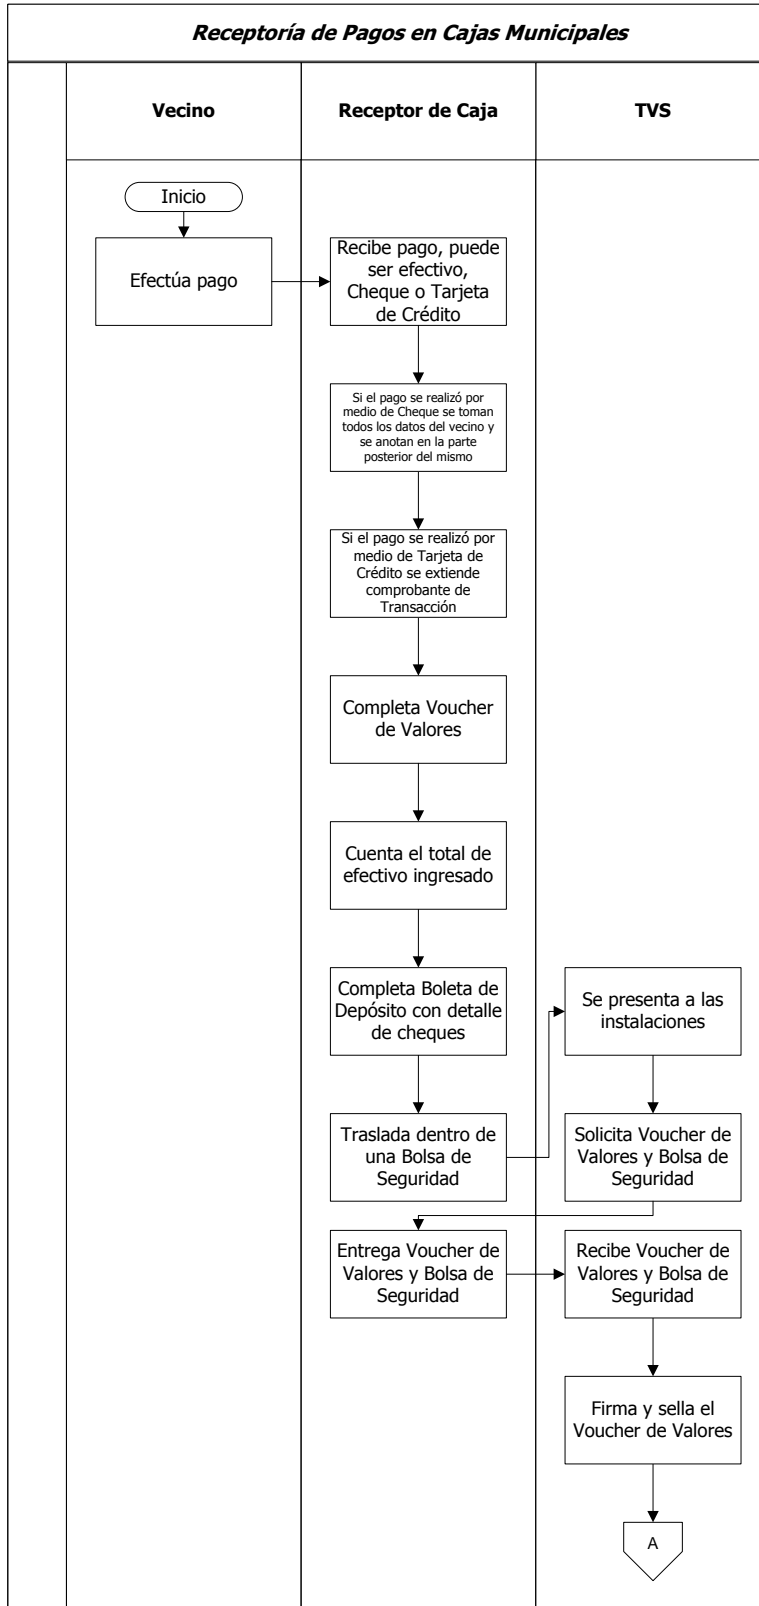 Receptoría de Pagos en Cajas Municipales
Vecino
Receptor de Caja
TVS
Inicio
Efectúa pago
Recibe pago, puede
ser efectivo,
Cheque o Tarjeta
de Crédito
Si el pago se realizó por
medio de Cheque se toman
todos los datos del vecino y
se anotan en la parte
posterior del mismo
Si el pago se realizó por
medio de Tarjeta de
Crédito se extiende
comprobante de
Transacción
Completa Voucher
de Valores
Cuenta el total de
efectivo ingresado
Completa Boleta de
Depósito con detalle
de cheques
Traslada dentro de
una Bolsa de
Seguridad
Se presenta a las
instalaciones
Solicita Voucher de
Valores y Bolsa de
Seguridad
Entrega Voucher de
Valores y Bolsa de
Seguridad
Recibe Voucher de
Valores y Bolsa de
Seguridad
Firma y sella el
Voucher de Valores
A